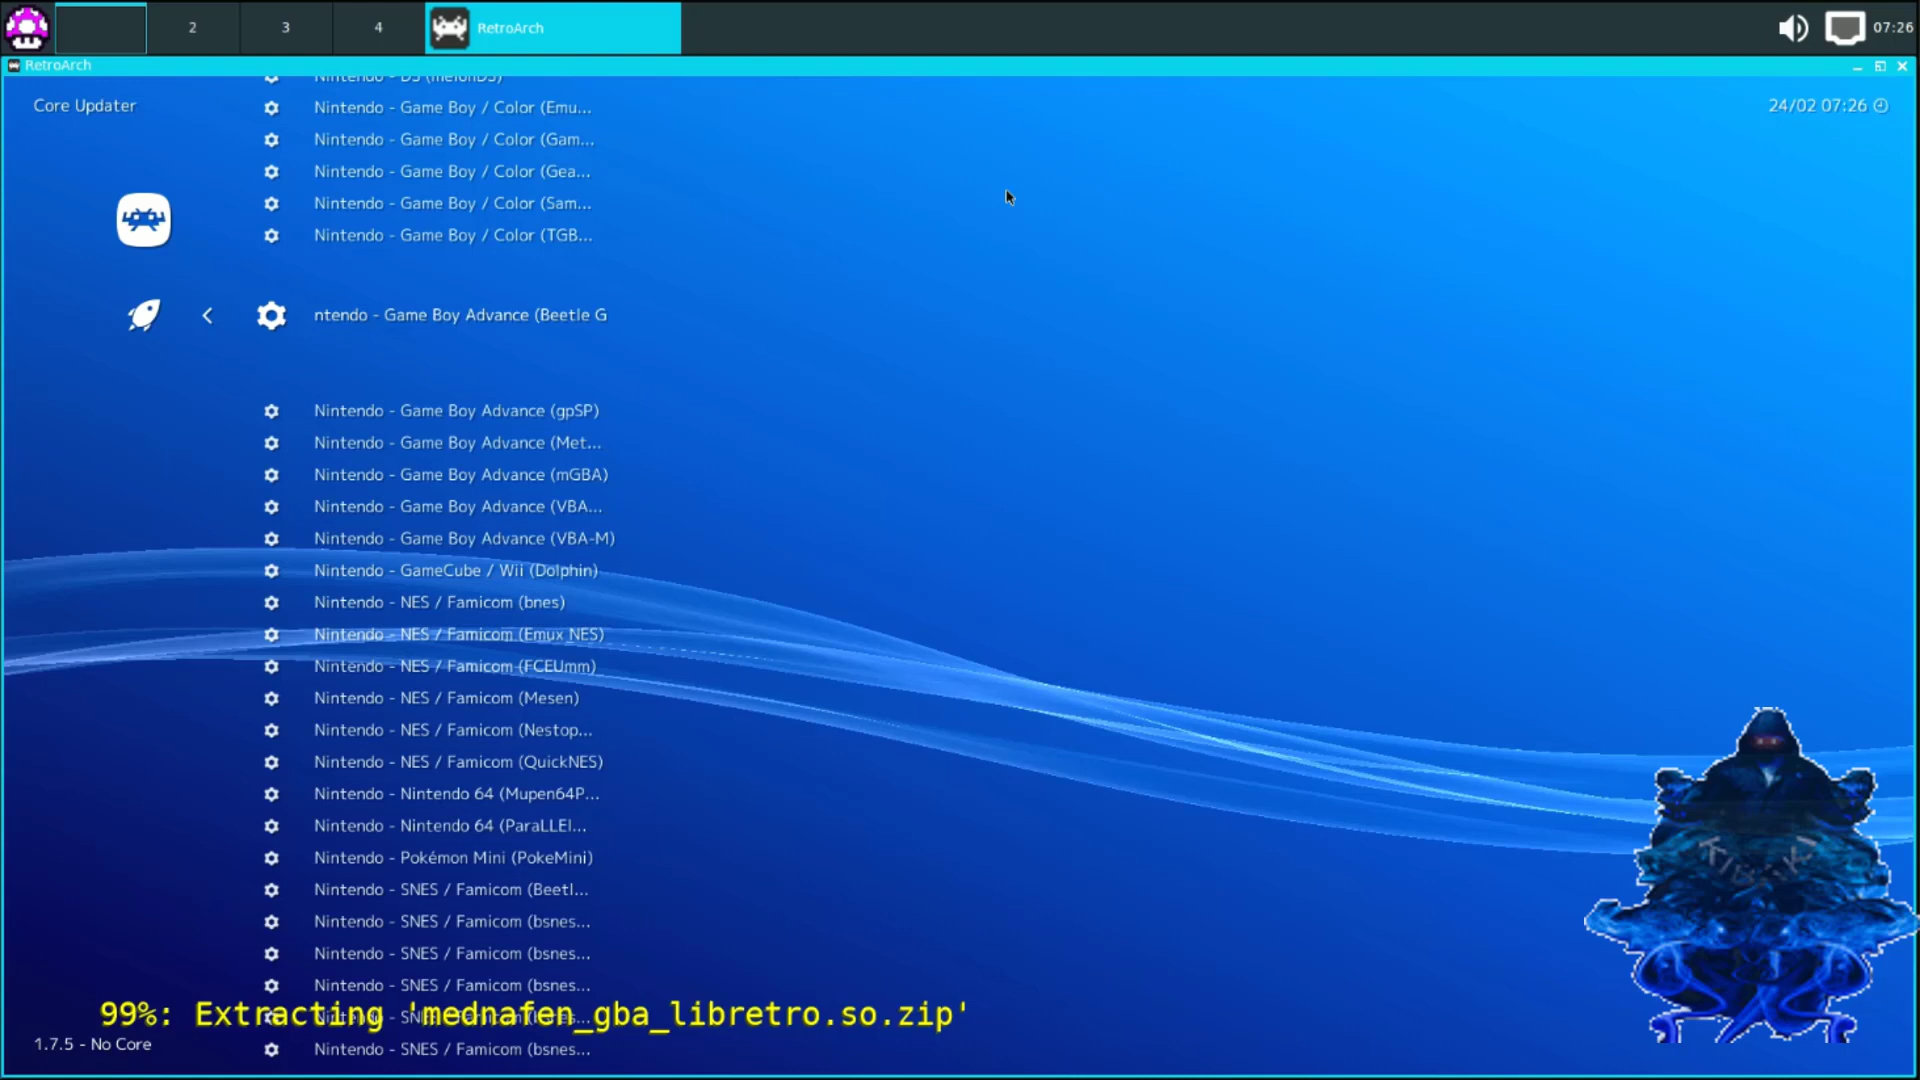 2
3
4
RetroArch
07:26
RetroArch
Nintendo - DS (melonDS)
Core Updater
24/02 07:26
Nintendo - Game Boy / Color (Emu...
Nintendo - Game Boy / Color (Gam...
Nintendo - Game Boy / Color (Gea...
Nintendo - Game Boy / Color (Sam...
Nintendo - Game Boy / Color (TGB...
ntendo - Game Boy Advance (Beetle G
Nintendo - Game Boy Advance (gpSP)
Nintendo - Game Boy Advance (Met...
Nintendo - Game Boy Advance (mGBA)
Nintendo - Game Boy Advance (VBA...
Nintendo - Game Boy Advance (VBA-M)
Nintendo - GameCube / Wii (Dolphin)
Nintendo - NES / Famicom (bnes)
Nintendo - NES / Famicom (Emux NES)
Nintendo - NES / Famicom (FCEUmm)
Nintendo - NES / Famicom (Mesen)
Nintendo - NES / Famicom (Nestop...
Nintendo - NES / Famicom (QuickNES)
Nintendo - Nintendo 64 (Mupen64P...
Nintendo - Nintendo 64 (ParaLLEl...
Nintendo - Pokémon Mini (PokeMini)
Nintendo - SNES / Famicom (Beetl...
Nintendo - SNES / Famicom (bsnes...
Nintendo - SNES / Famicom (bsnes...
Nintendo - SNES / Famicom (bsnes...
99%: Extracting 'mednafen_gba_libretro.so.zip'
1.7.5 - No Core
Nintendo - SNES / Famicom (bsnes...